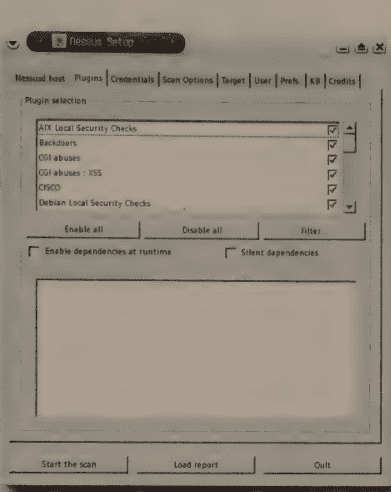 Nessus Setup
Nessusd host Plugins Credentials Scan Options Target User Prefs. KB Credits
Plugin selection
AIX Local Security Checks
Backdoors
CGI abuses
CGI abuses : XSS
CISCO
Debian Local Security Checks
Enable all Disable all Filter
Enable dependencies at runtime Silent dependencies
Start the scan Load report Quit